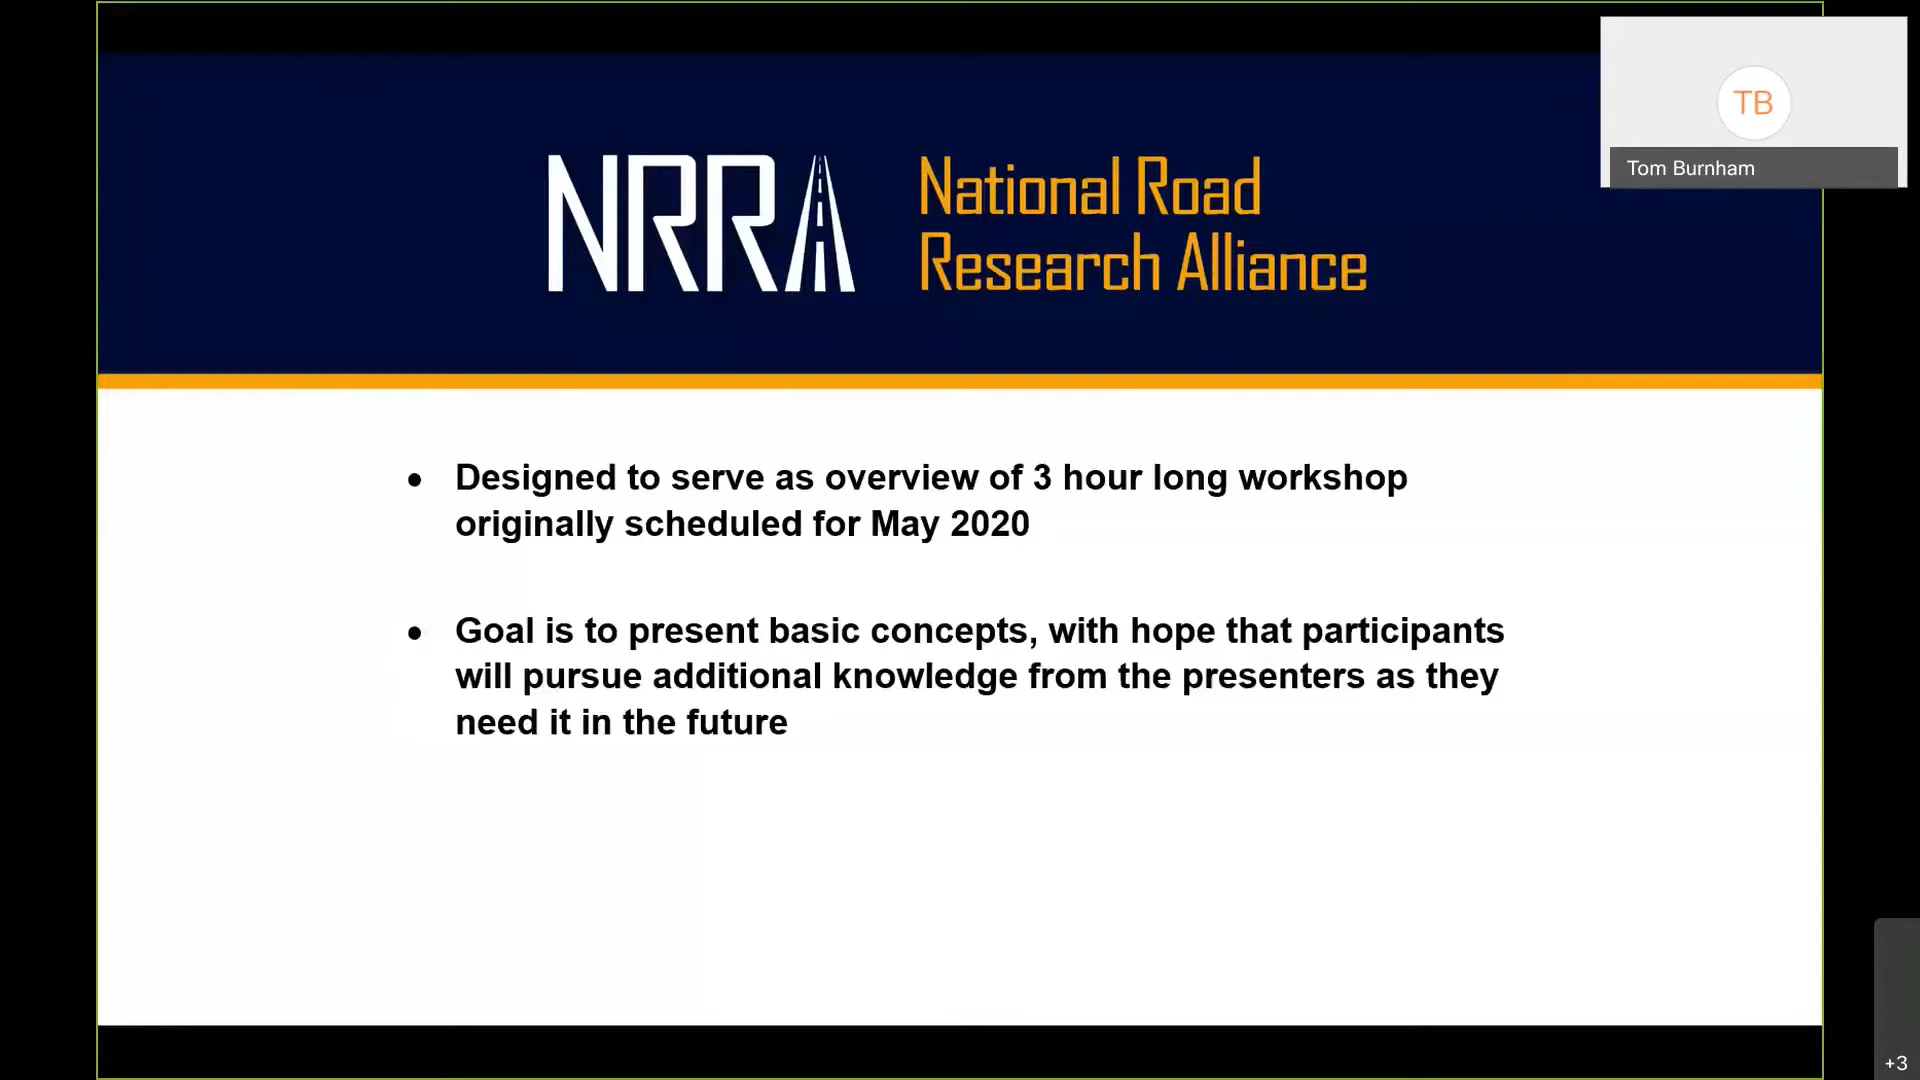 NRRA
National Road
Research Alliance
TB
Tom Burnham
• Designed to serve as overview of 3 hour long workshop
originally scheduled for May 2020
• Goal is to present basic concepts, with hope that participants
will pursue additional knowledge from the presenters as they
need it in the future
+3